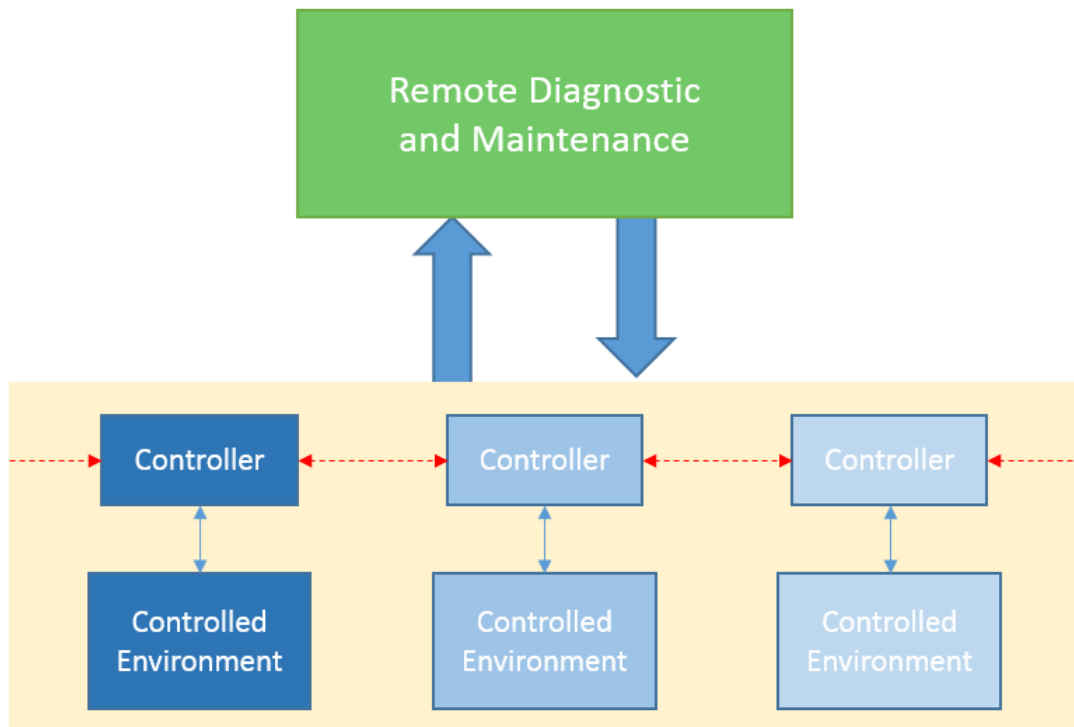 Remote Diagnostic
and Maintenance
Controller
Controller
Controller
Controlled
Environment
Controlled
Environment
Controlled
Environment